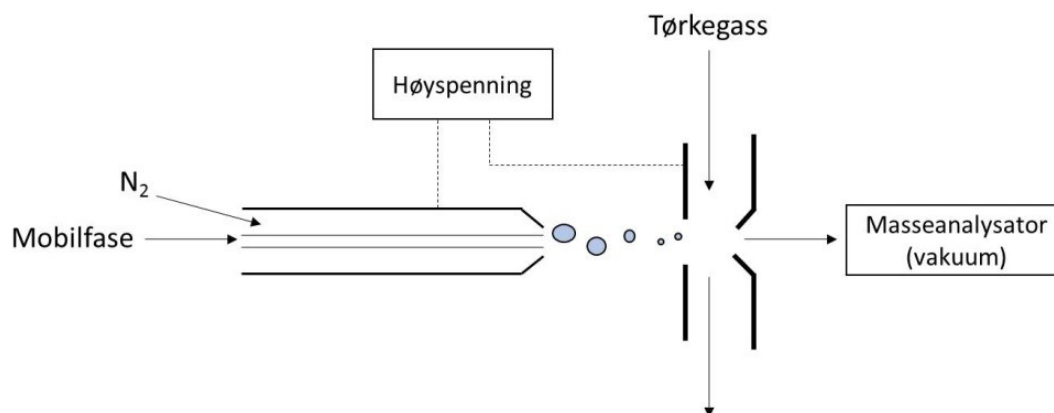 Tørkegass
Høyspenning
N₂
Mobilfase
Masseanalysator
(vakuum)